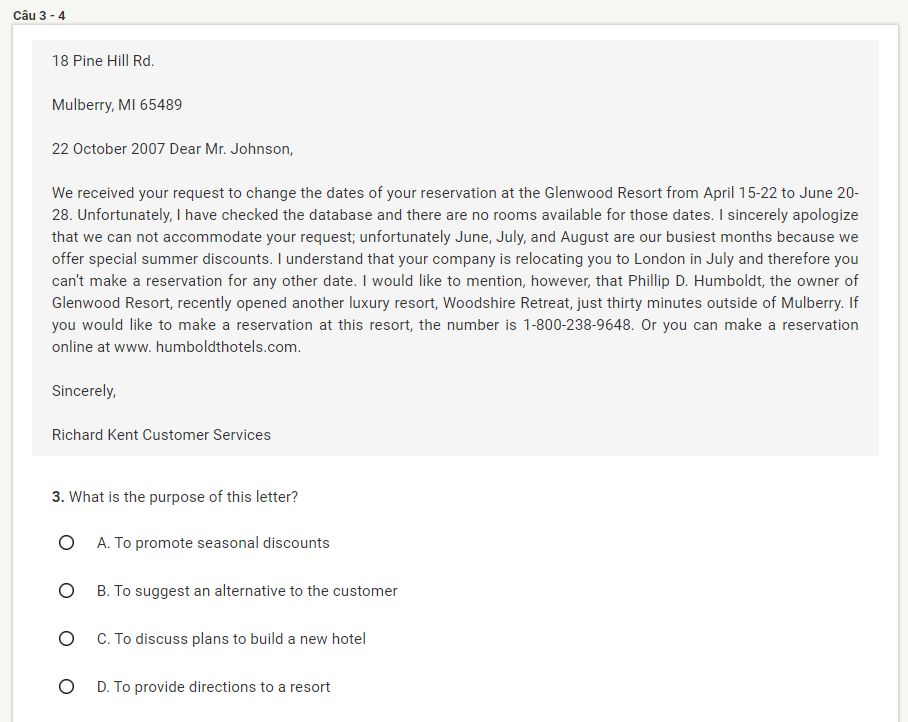 Câu 3 - 4
18 Pine Hill Rd.
Mulberry, MI 65489
22 October 2007 Dear Mr. Johnson,
We received your request to change the dates of your reservation at the Glenwood Resort from April 15-22 to June 20-
28. Unfortunately, I have checked the database and there are no rooms available for those dates. I sincerely apologize
that we can not accommodate your request; unfortunately June, July, and August are our busiest months because we
offer special summer discounts. I understand that your company is relocating you to London in July and therefore you
can't make a reservation for any other date. I would like to mention, however, that Phillip D. Humboldt, the owner of
Glenwood Resort, recently opened another luxury resort, Woodshire Retreat, just thirty minutes outside of Mulberry. If
you would like to make a reservation at this resort, the number is 1-800-238-9648. Or you can make a reservation
online at www. humboldthotels.com.
Sincerely,
Richard Kent Customer Services
3. What is the purpose of this letter?
A. To promote seasonal discounts
B. To suggest an alternative to the customer
C. To discuss plans to build a new hotel
D. To provide directions to a resort